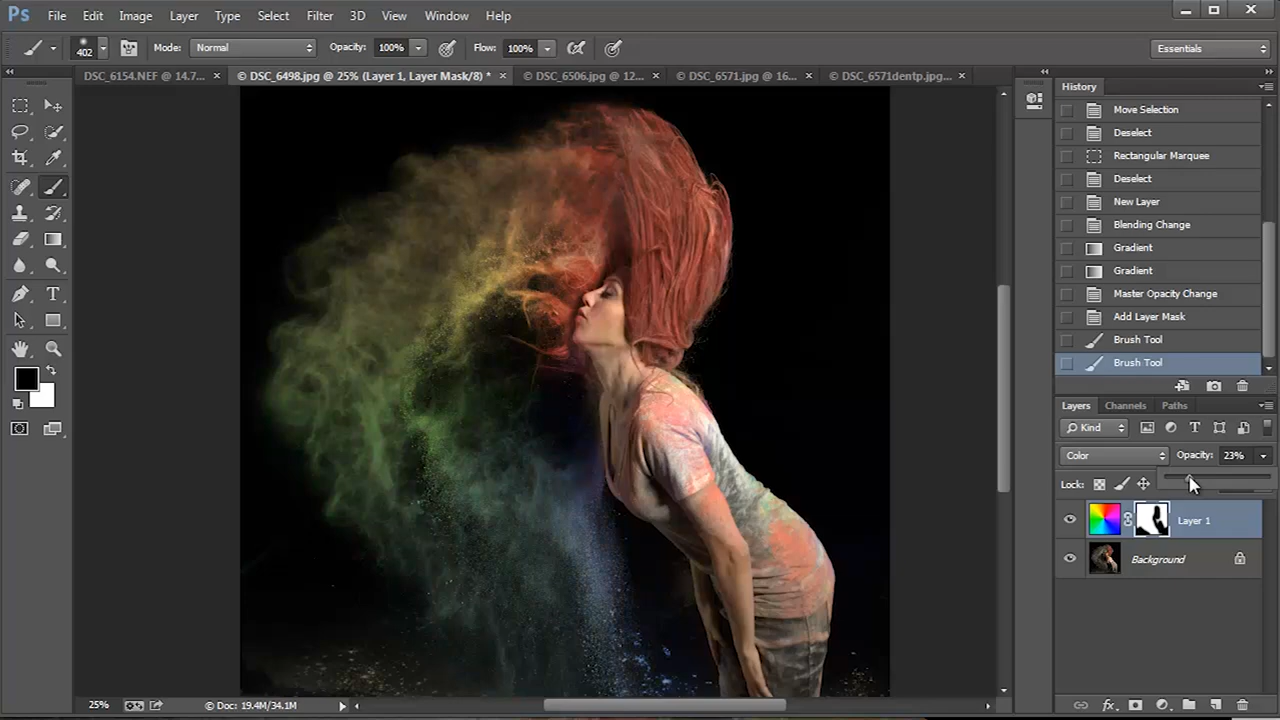 Ps File Edit Image Layer Type Select Filter 3D View Window Help
402 Mode: Normal Opacity: 100% Flow: 100% Essentials
DSC_6154.NEF @ 14.7... × © DSC_6498.jpg @ 25% (Layer 1, Layer Mask/8) * × © DSC_6506.jpg @ 12... × © DSC_6571.jpg @ 16... × © DSC_6571dentp.jpg... ×
History
Move Selection
Deselect
Rectangular Marquee
Deselect
New Layer
Blending Change
Gradient
Gradient
Master Opacity Change
Add Layer Mask
Brush Tool
Brush Tool
Layers Channels Paths
Kind
Color Opacity: 23%
Lock:
Layer 1
Background
25% © Doc: 19.4M/34.1M